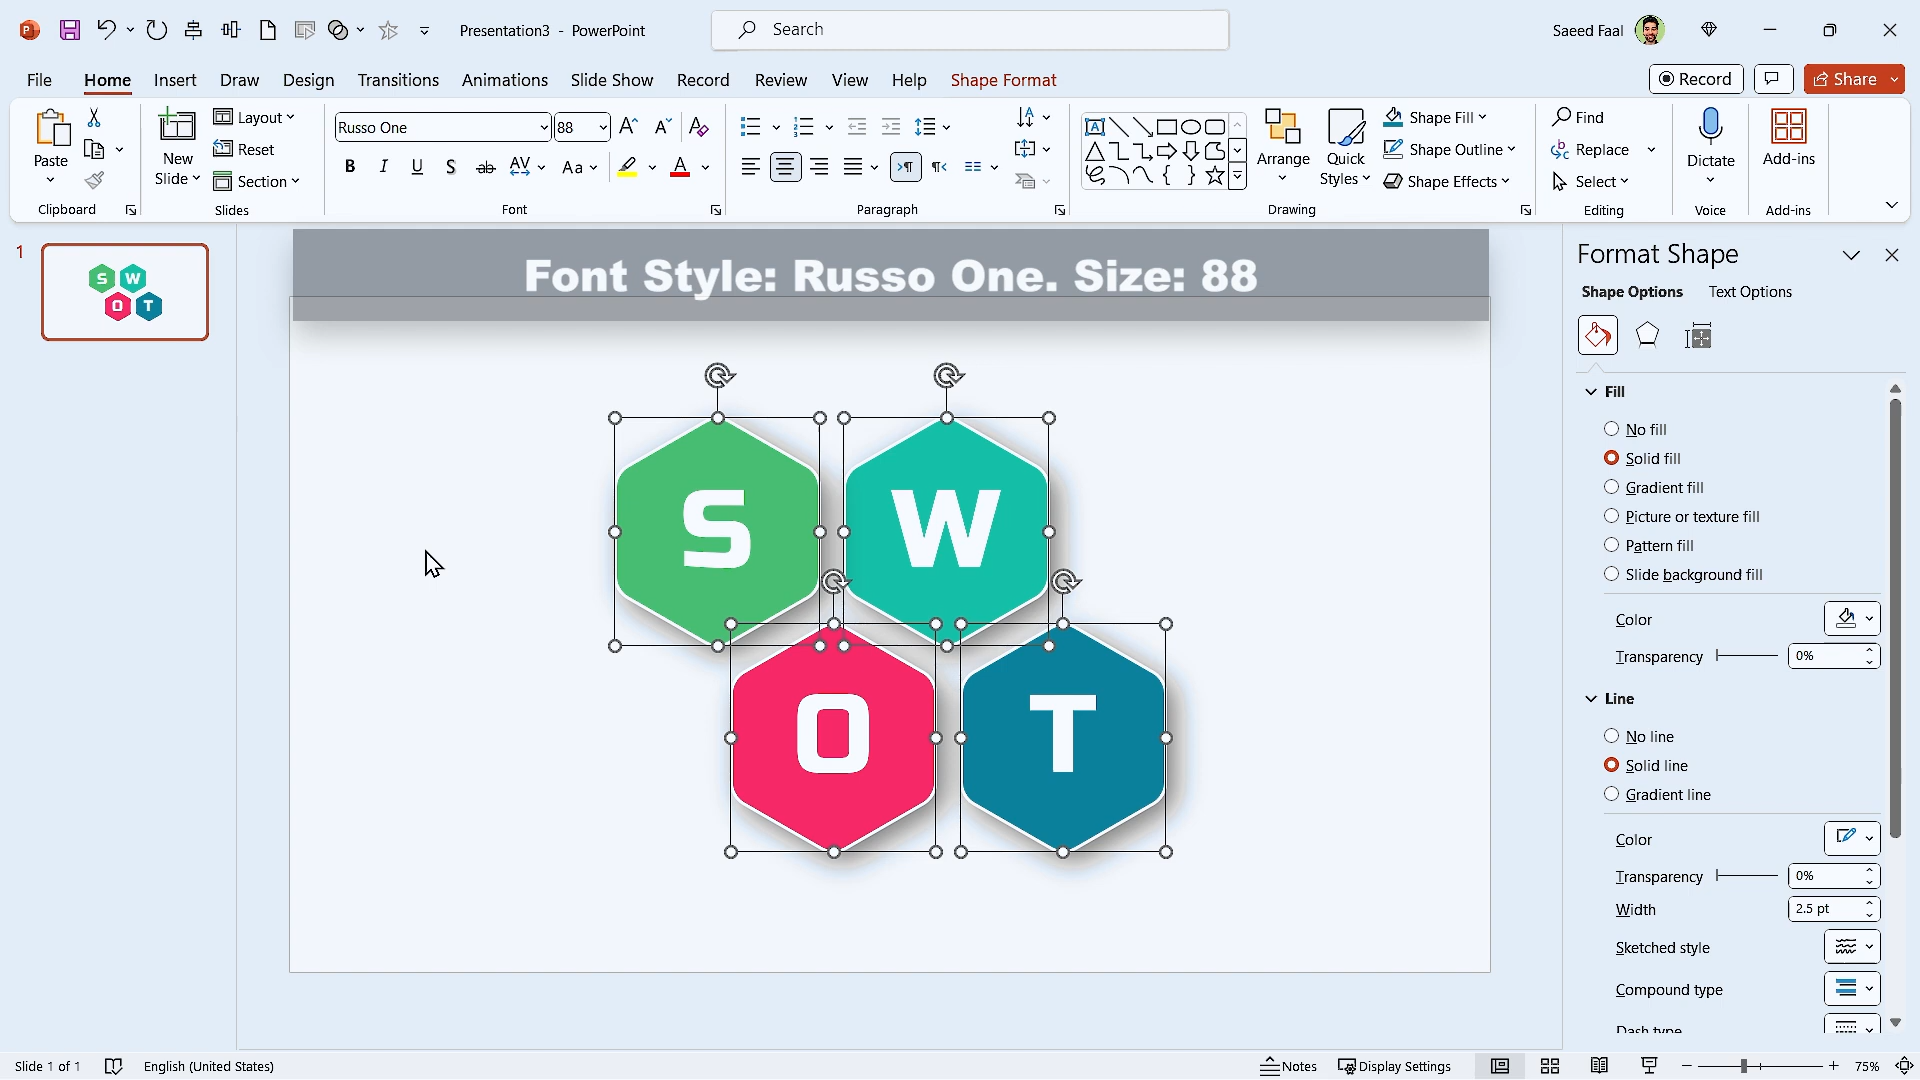 Presentation3 - PowerPoint
Search
Saeed Faal
File Home Insert Draw Design Transitions Animations Slide Show Record Review View Help Shape Format
Record
Share
Paste
Clipboard
New
Slide
Layout
Reset
Section
Slides
Russo One 88
B I U S ab AV Aa A
Font
Paragraph
Arrange
Quick
Styles
Shape Fill
Shape Outline
Shape Effects
Drawing
Find
Replace
Select
Editing
Dictate
Voice
Add-ins
Add-ins
1
S W
O T
Font Style: Russo One. Size: 88
S W
O T
Format Shape
Shape Options Text Options
Fill
No fill
Solid fill
Gradient fill
Picture or texture fill
Pattern fill
Slide background fill
Color
Transparency 0%
Line
No line
Solid line
Gradient line
Color
Transparency 0%
Width 2.5 pt
Sketched style
Compound type
Dash type
Slide 1 of 1 English (United States) Notes Display Settings 75%